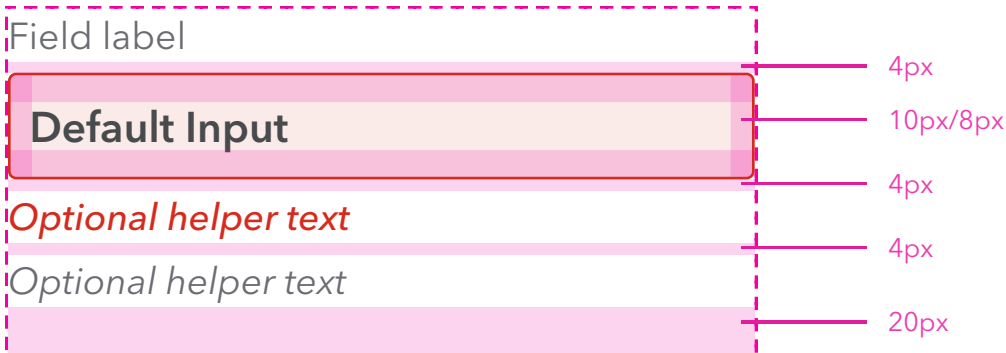 Field label
4px
Default Input
10px/8px
4px
Optional helper text
4px
Optional helper text
20px